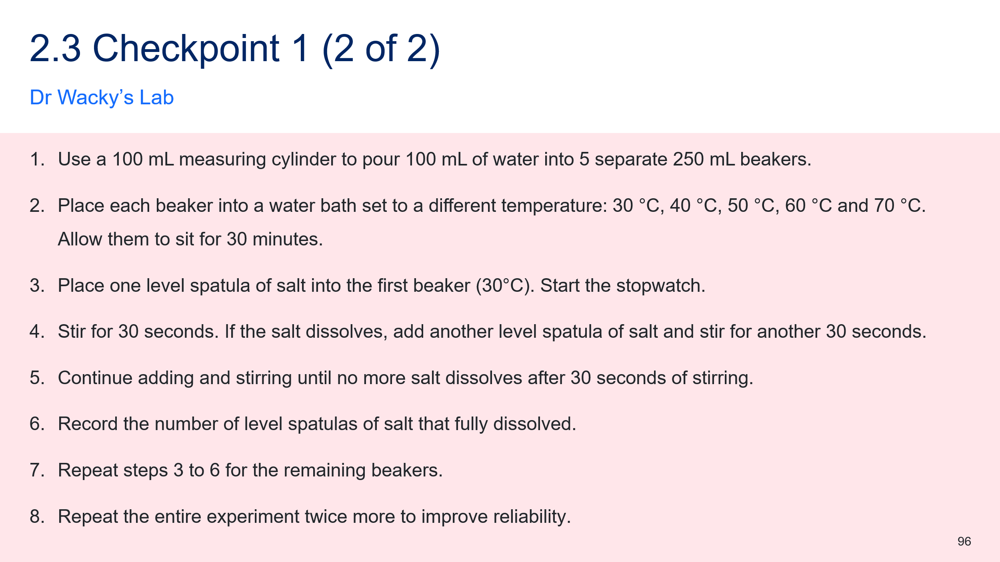 2.3 Checkpoint 1 (2 of 2)
Dr Wacky’s Lab
1. Use a 100 mL measuring cylinder to pour 100 mL of water into 5 separate 250 mL beakers.
2. Place each beaker into a water bath set to a different temperature: 30 °C, 40 °C, 50 °C, 60 °C and 70 °C.
Allow them to sit for 30 minutes.
3. Place one level spatula of salt into the first beaker (30°C). Start the stopwatch.
4. Stir for 30 seconds. If the salt dissolves, add another level spatula of salt and stir for another 30 seconds.
5. Continue adding and stirring until no more salt dissolves after 30 seconds of stirring.
6. Record the number of level spatulas of salt that fully dissolved.
7. Repeat steps 3 to 6 for the remaining beakers.
8. Repeat the entire experiment twice more to improve reliability.
96